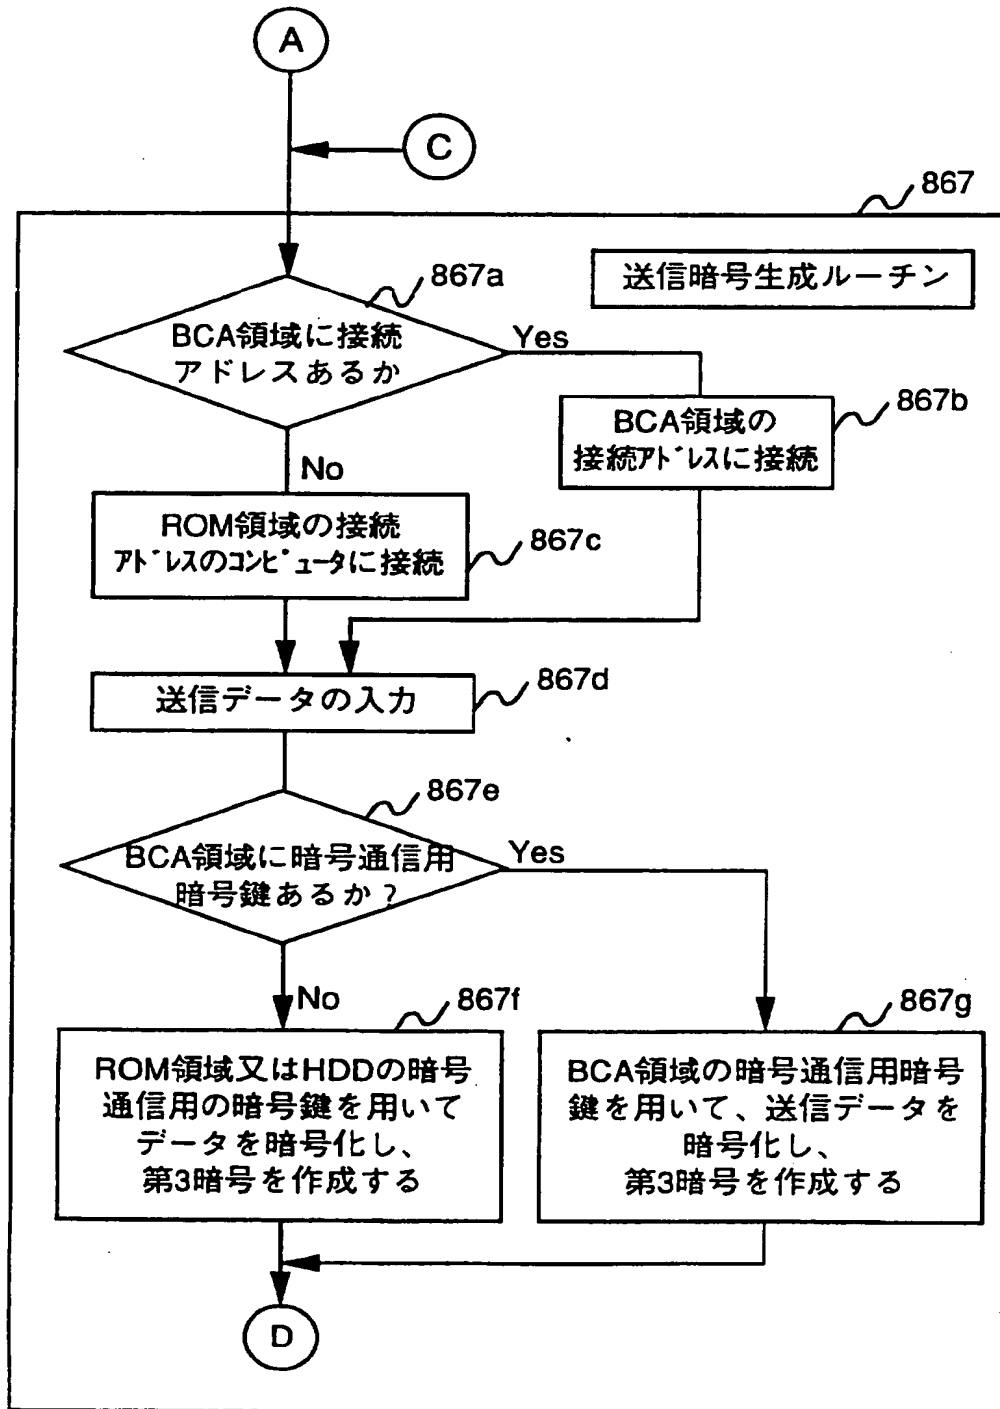 A
C
867
送信暗号生成ルーチン
867a
BCA領域に接続
アドレスあるか
Yes
867b
BCA領域の
接続アドレスに接続
No
ROM領域の接続
アドレスのコンピュータに接続
867c
送信データの入力
867d
867e
BCA領域に暗号通信用
暗号鍵あるか？
Yes
No
867f
ROM領域又はHDDの暗号
通信用の暗号鍵を用いて
データを暗号化し、
第3暗号を作成する
867g
BCA領域の暗号通信用暗号
鍵を用いて、送信データを
暗号化し、
第3暗号を作成する
D